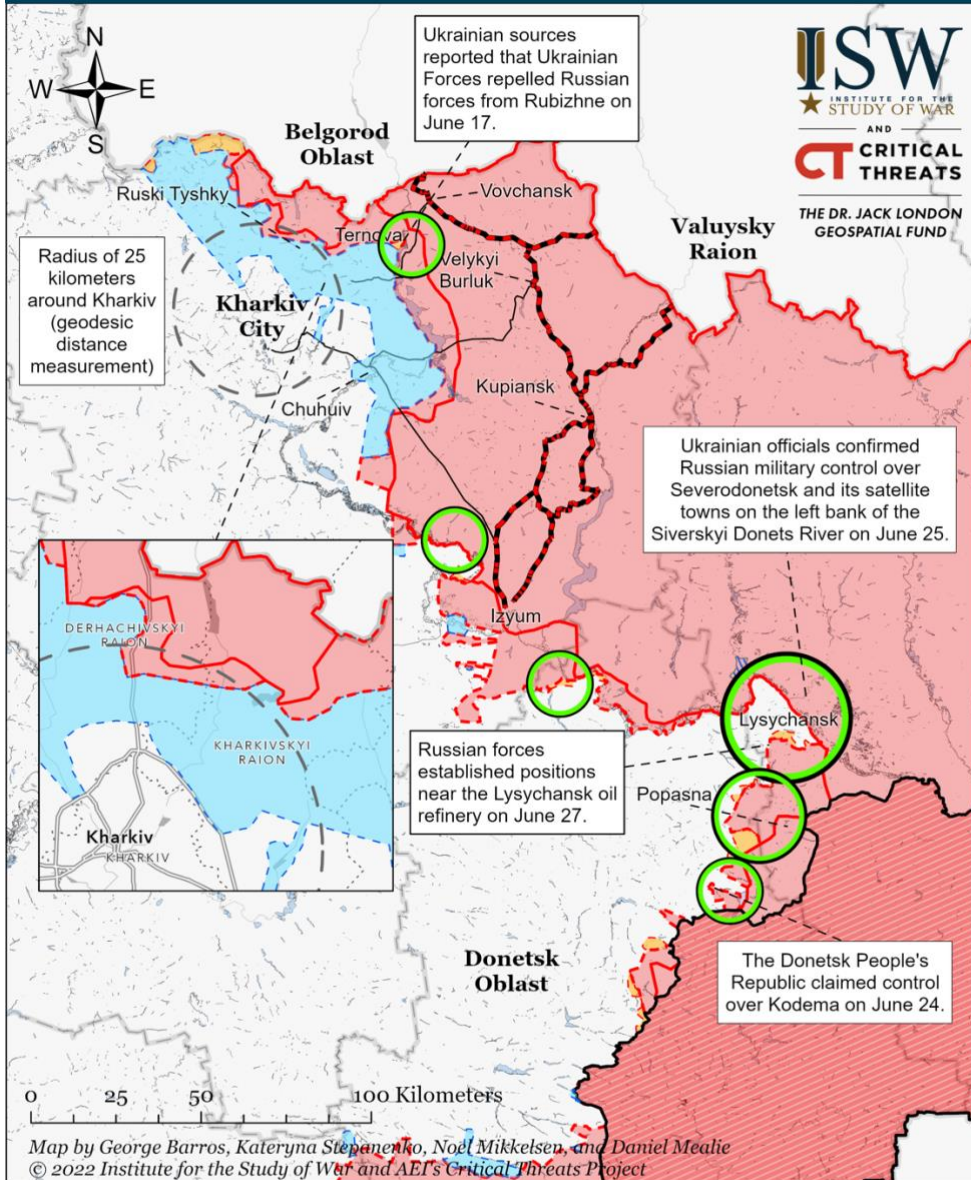 Ukrainian sources
reported that Ukrainian
Forces repelled Russian
forces from Rubizhne on
June 17.
ISW
INSTITUTE FOR THE
STUDY OF WAR
AND
CT CRITICAL
THREATS
THE DR. JACK LONDON
GEOSPATIAL FUND
N
W E
S
Belgorod
Oblast
Ruski Tyshky
Vovchansk
Ternova
Valuysky
Raion
Velykyi
Burluk
Radius of 25
kilometers
around Kharkiv
(geodesic
distance
measurement)
Kharkiv
City
Kupiansk
Chuhuiv
Ukrainian officials confirmed
Russian military control over
Severodonetsk and its satellite
towns on the left bank of the
Siverskyi Donets River on June 25.
Izyum
DERHACHIVSKYI
RAION
KHARKIVSKYI
RAION
Kharkiv
KHARKIV
Lysychansk
Russian forces
established positions
near the Lysychansk oil
refinery on June 27.
Popasna
Donetsk
Oblast
The Donetsk People's
Republic claimed control
over Kodema on June 24.
0 25 50 100 Kilometers
Map by George Barros, Kateryna Stepanenko, Noel Mikkelsen, and Daniel Mealie
© 2022 Institute for the Study of War and AEI's Critical Threats Project